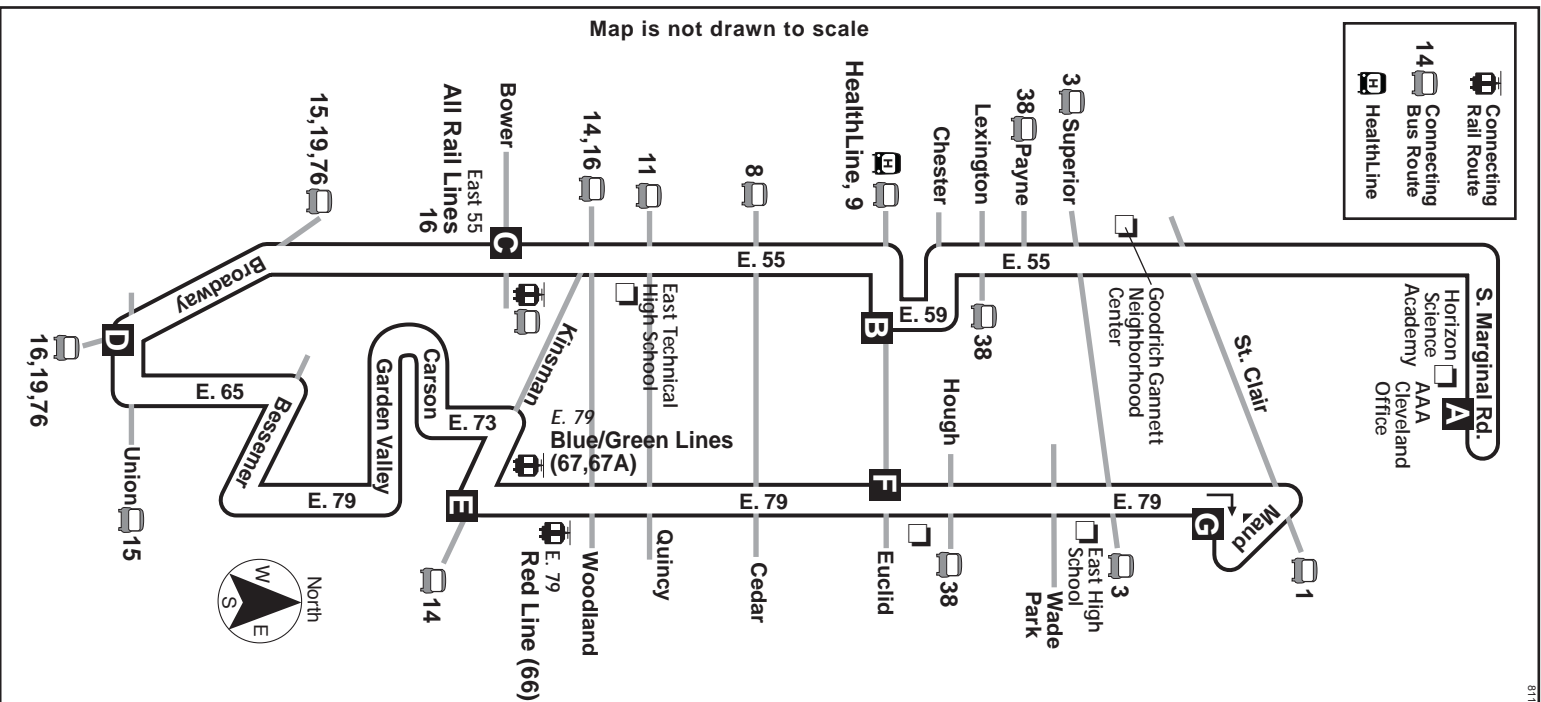 Map is not drawn to scale
Connecting
Rail Route
14
Connecting
Bus Route
H
HealthLine
3
Superior
38
Payne
Lexington
Chester
H
HealthLine, 9
8
11
14,16
Bower
East 55
All Rail Lines
16
15,19,76
S. Marginal Rd.
A
Horizon
Science
Academy
AAA
Cleveland
Office
St. Clair
Goodrich Gannett
Neighborhood
Center
E. 55
38
E. 59
B
E. 55
East Technical
High School
C
Kinsman
Broadway
D
16,19,76
E. 65
Union
15
Bessemer
E. 79
Garden Valley
Carson
E. 73
E. 79
Blue/Green Lines
(67,67A)
E
14
E. 79
Red Line (66)
Woodland
Quincy
E. 79
Cedar
F
Euclid
Hough
38
Wade
Park
East High
School
3
E. 79
G
Maud
1
North
W
E
S
811